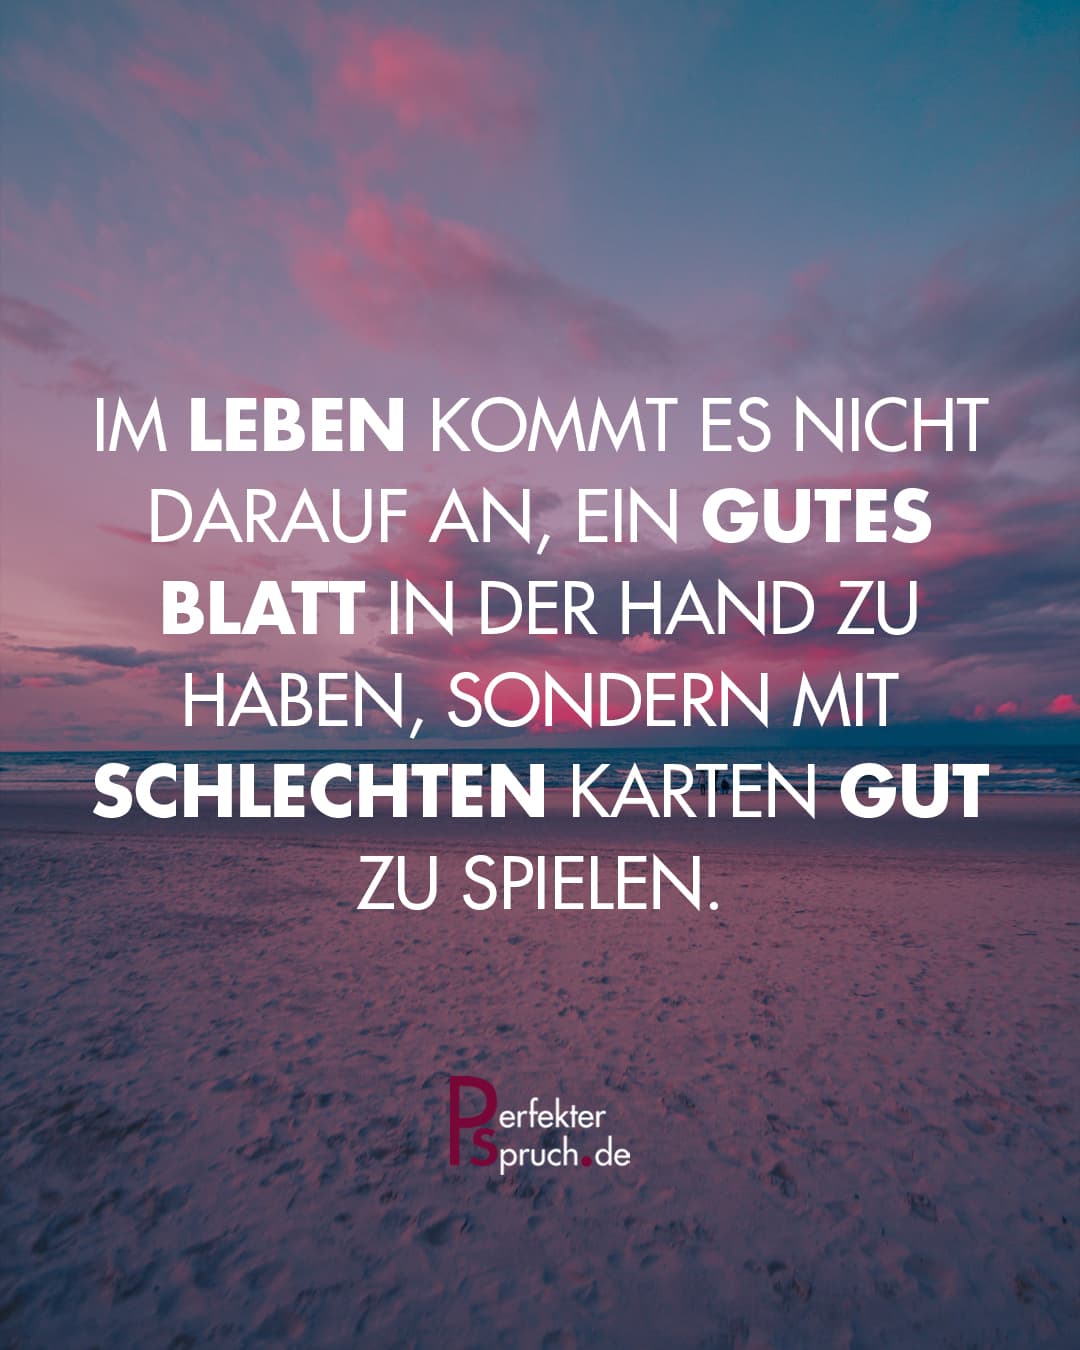 IM LEBEN KOMMT ES NICHT
DARAUF AN, EIN GUTES
BLATT IN DER HAND ZU
HABEN, SONDERN MIT
SCHLECHTEN KARTEN GUT
ZU SPIELEN.
Perfekter
Spruch.de